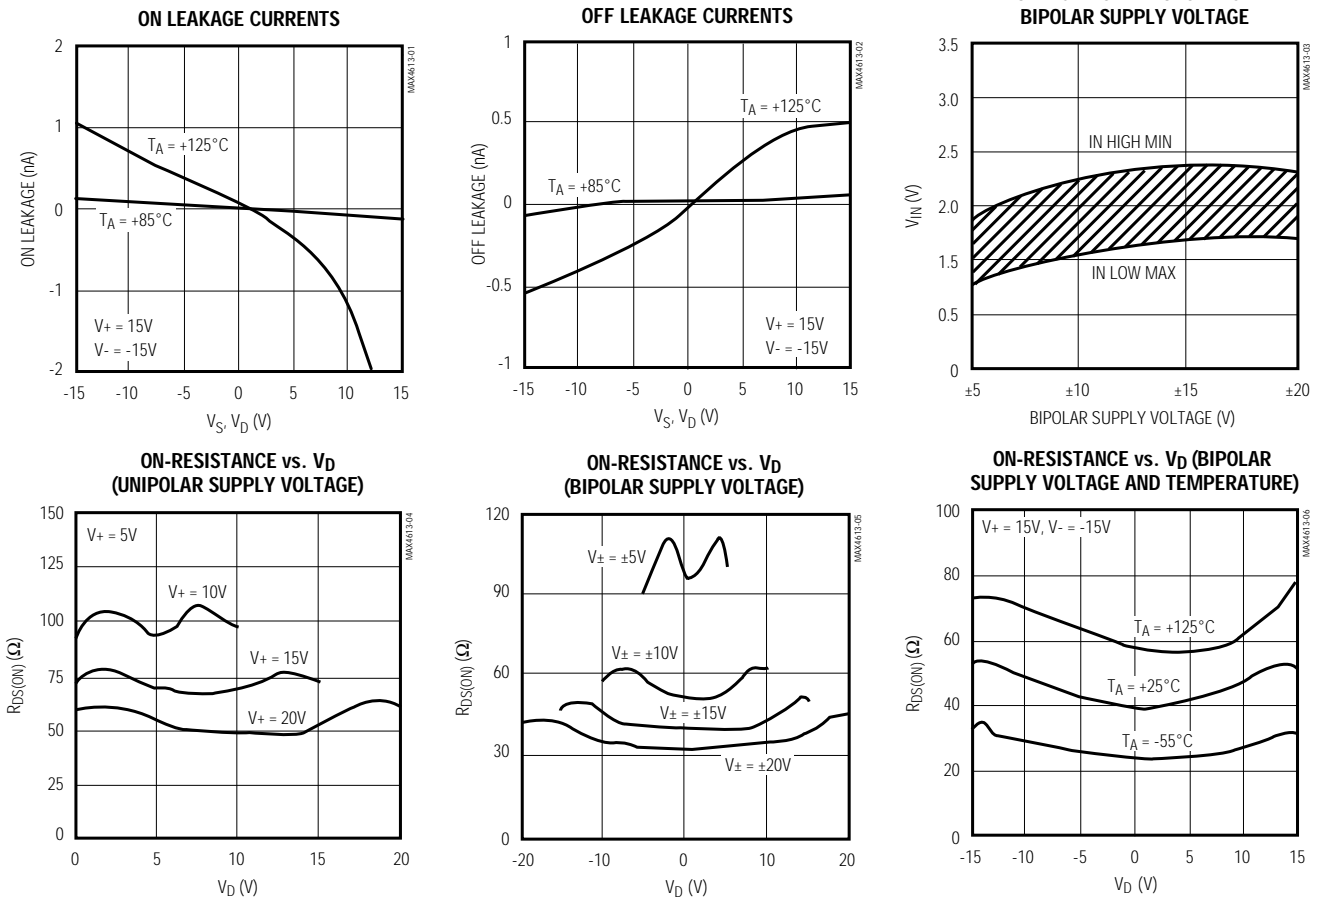 ON LEAKAGE CURRENTS
2
1
0
-1
-2
ON LEAKAGE (nA)
TA = +125°C
TA = +85°C
V+ = 15V
V- = -15V
-15 -10 -5 0 5 10 15
VS, VD (V)
MAX4613-01
OFF LEAKAGE CURRENTS
1
0.5
0
-0.5
-1
OFF LEAKAGE (nA)
TA = +125°C
TA = +85°C
V+ = 15V
V- = -15V
-15 -10 -5 0 5 10 15
VS, VD (V)
MAX4613-02
BIPOLAR SUPPLY VOLTAGE
3.5
3.0
2.5
2.0
1.5
0.5
0
VIN (V)
IN HIGH MIN
IN LOW MAX
±5 ±10 ±15 ±20
BIPOLAR SUPPLY VOLTAGE (V)
MAX4613-03
ON-RESISTANCE vs. VD
(UNIPOLAR SUPPLY VOLTAGE)
150
125
100
75
50
25
0
RDS(ON) (Ω)
V+ = 5V
V+ = 10V
V+ = 15V
V+ = 20V
0 5 10 15 20
VD (V)
MAX4613-04
ON-RESISTANCE vs. VD
(BIPOLAR SUPPLY VOLTAGE)
120
90
60
30
0
RDS(ON) (Ω)
V± = ±5V
V± = ±10V
V± = ±15V
V± = ±20V
-20 -10 0 10 20
VD (V)
MAX4613-05
ON-RESISTANCE vs. VD (BIPOLAR
SUPPLY VOLTAGE AND TEMPERATURE)
100
80
60
40
20
0
RDS(ON) (Ω)
V+ = 15V, V- = -15V
TA = +125°C
TA = +25°C
TA = -55°C
-15 -10 -5 0 5 10 15
VD (V)
MAX4613-06